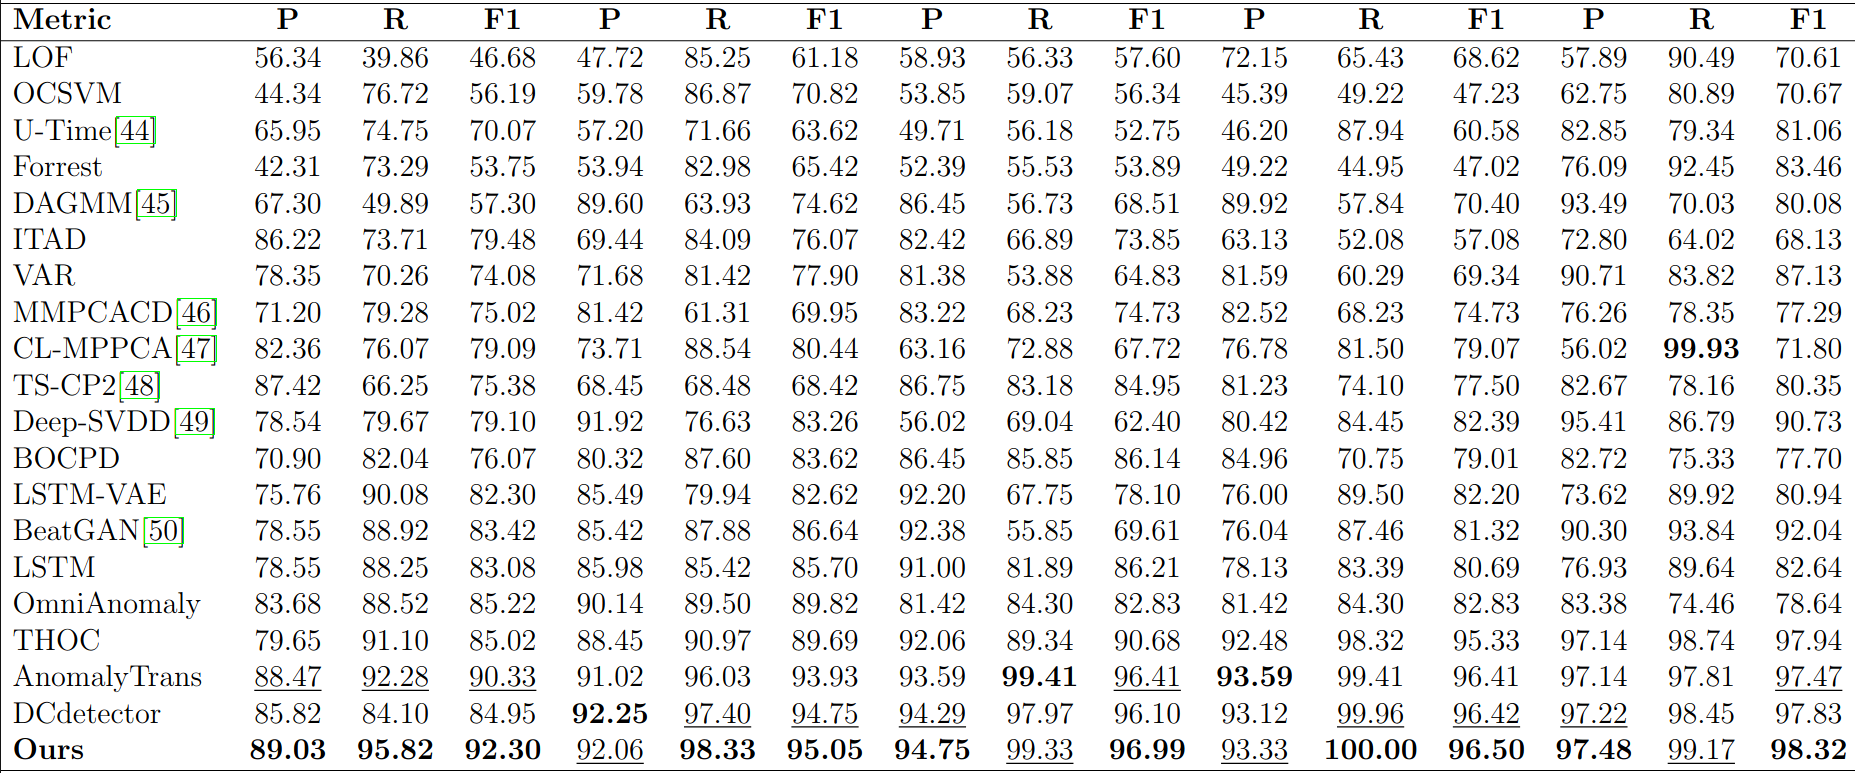 Metric P R F1 P R F1 P R F1 P R F1 P R F1
LOF 56.34 39.86 46.68 47.72 85.25 61.18 58.93 56.33 57.60 72.15 65.43 68.62 57.89 90.49 70.61
OCSVM 44.34 76.72 56.19 59.78 86.87 70.82 53.85 59.07 56.34 45.39 49.22 47.23 62.75 80.89 70.67
U-Time[44] 65.95 74.75 70.07 57.20 71.66 63.62 49.71 56.18 52.75 46.20 87.94 60.58 82.85 79.34 81.06
Forrest 42.31 73.29 53.75 53.94 82.98 65.42 52.39 55.53 53.89 49.22 44.95 47.02 76.09 92.45 83.46
DAGMM[45] 67.30 49.89 57.30 89.60 63.93 74.62 86.45 56.73 68.51 89.92 57.84 70.40 93.49 70.03 80.08
ITAD 86.22 73.71 79.48 69.44 84.09 76.07 82.42 66.89 73.85 63.13 52.08 57.08 72.80 64.02 68.13
VAR 78.35 70.26 74.08 71.68 81.42 77.90 81.38 53.88 64.83 81.59 60.29 69.34 90.71 83.82 87.13
MMPCACD[46] 71.20 79.28 75.02 81.42 61.31 69.95 83.22 68.23 74.73 82.52 68.23 74.73 76.26 78.35 77.29
CL-MPPCA[47] 82.36 76.07 79.09 73.71 88.54 80.44 63.16 72.88 67.72 76.78 81.50 79.07 56.02 99.93 71.80
TS-CP2[48] 87.42 66.25 75.38 68.45 68.48 68.42 86.75 83.18 84.95 81.23 74.10 77.50 82.67 78.16 80.35
Deep-SVDD[49] 78.54 79.67 79.10 91.92 76.63 83.26 56.02 69.04 62.40 80.42 84.45 82.39 95.41 86.79 90.73
BOCPD 70.90 82.04 76.07 80.32 87.60 83.62 86.45 85.85 86.14 84.96 70.75 79.01 82.72 75.33 77.70
LSTM-VAE 75.76 90.08 82.30 85.49 79.94 82.62 92.20 67.75 78.10 76.00 89.50 82.20 73.62 89.92 80.94
BeatGAN[50] 78.55 88.92 83.42 85.42 87.88 86.64 92.38 55.85 69.61 76.04 87.46 81.32 90.30 93.84 92.04
LSTM 78.55 88.25 83.08 85.98 85.42 85.70 91.00 81.89 86.21 78.13 83.39 80.69 76.93 89.64 82.64
OmniAnomaly 83.68 88.52 85.22 90.14 89.50 89.82 81.42 84.30 82.83 81.42 84.30 82.83 83.38 74.46 78.64
THOC 79.65 91.10 85.02 88.45 90.97 89.69 92.06 89.34 90.68 92.48 98.32 95.33 97.14 98.74 97.94
AnomalyTrans 88.47 92.28 90.33 91.02 96.03 93.93 93.59 99.41 96.41 93.59 99.41 96.41 97.14 97.81 97.47
DCdetector 85.82 84.10 84.95 92.25 97.40 94.75 94.29 97.97 96.10 93.12 99.96 96.42 97.22 98.45 97.83
Ours 89.03 95.82 92.30 92.06 98.33 95.05 94.75 99.33 96.99 93.33 100.00 96.50 97.48 99.17 98.32